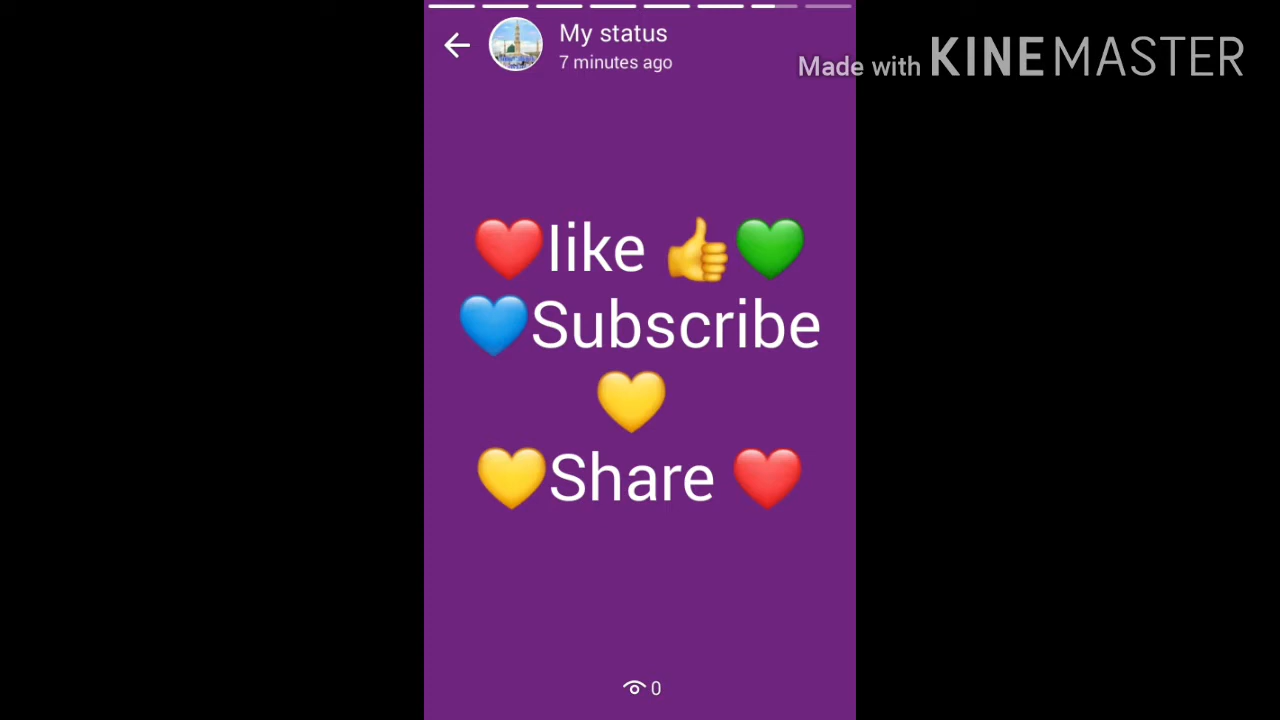 My status
7 minutes ago
Made with KINEMASTER
❤️like 👍💚
💙Subscribe
💛
💛Share ❤️
0